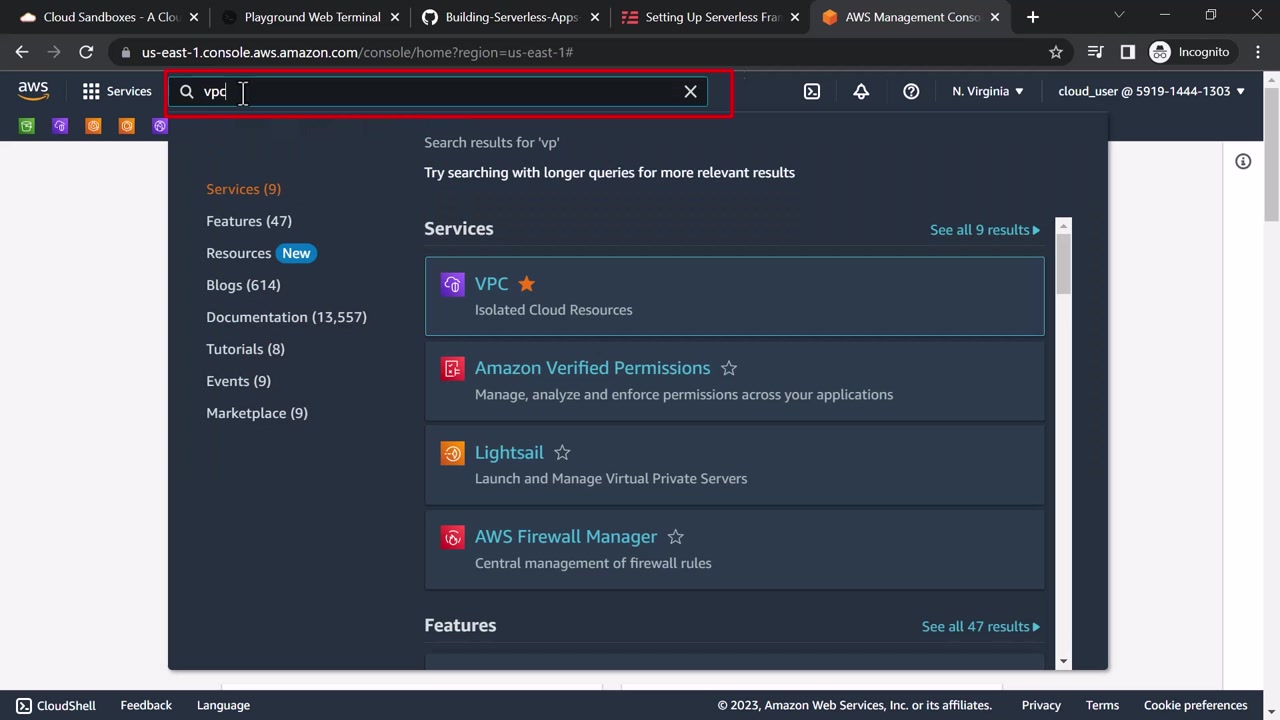 Cloud Sandboxes - A Clou
Playground Web Terminal
Building-Serverless-Apps-
Setting Up Serverless Fram
AWS Management Conso
us-east-1.console.aws.amazon.com/console/home?region=us-east-1#
Incognito
aws
Services
vpc
N. Virginia
cloud_user @ 5919-1444-1303
Search results for 'vp'
Try searching with longer queries for more relevant results
Services (9)
Features (47)
Resources New
Blogs (614)
Documentation (13,557)
Tutorials (8)
Events (9)
Marketplace (9)
Services
See all 9 results
VPC
Isolated Cloud Resources
Amazon Verified Permissions
Manage, analyze and enforce permissions across your applications
Lightsail
Launch and Manage Virtual Private Servers
AWS Firewall Manager
Central management of firewall rules
Features
See all 47 results
CloudShell
Feedback
Language
© 2023, Amazon Web Services, Inc. or its affiliates.
Privacy
Terms
Cookie preferences